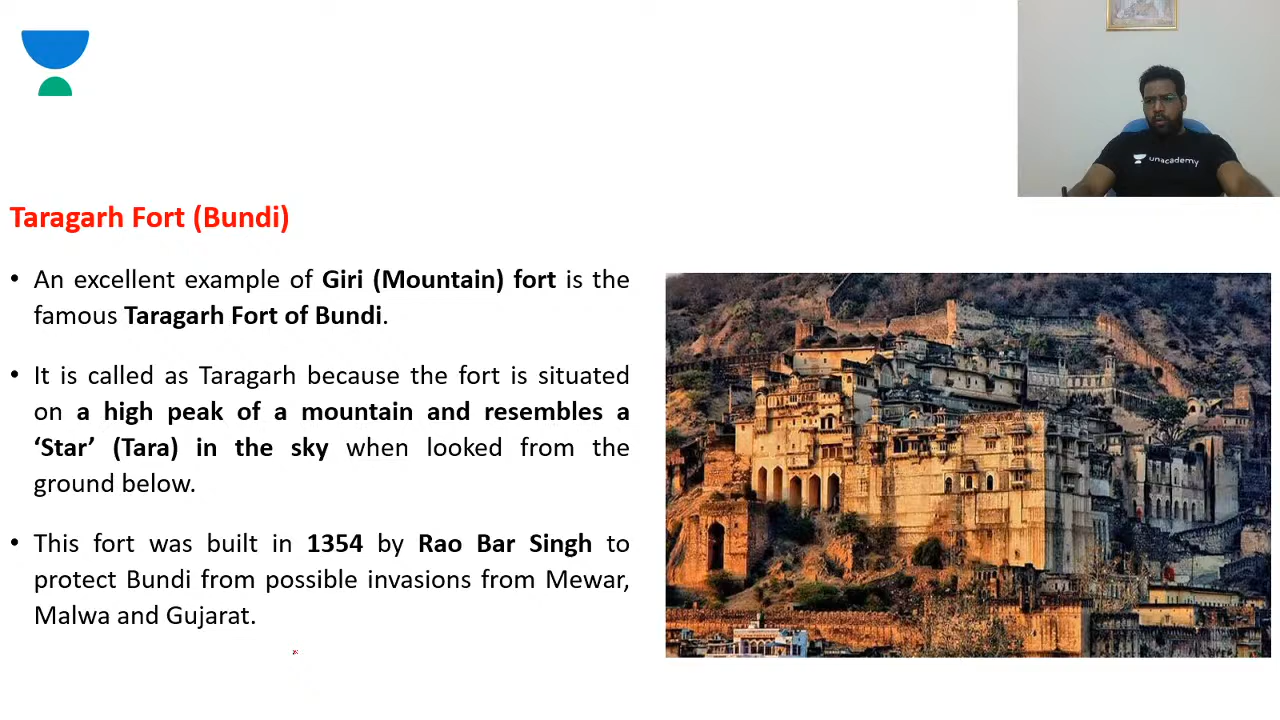 unacademy
Taragarh Fort (Bundi)
• An excellent example of Giri (Mountain) fort is the
famous Taragarh Fort of Bundi.
• It is called as Taragarh because the fort is situated
on a high peak of a mountain and resembles a
‘Star’ (Tara) in the sky when looked from the
ground below.
• This fort was built in 1354 by Rao Bar Singh to
protect Bundi from possible invasions from Mewar,
Malwa and Gujarat.